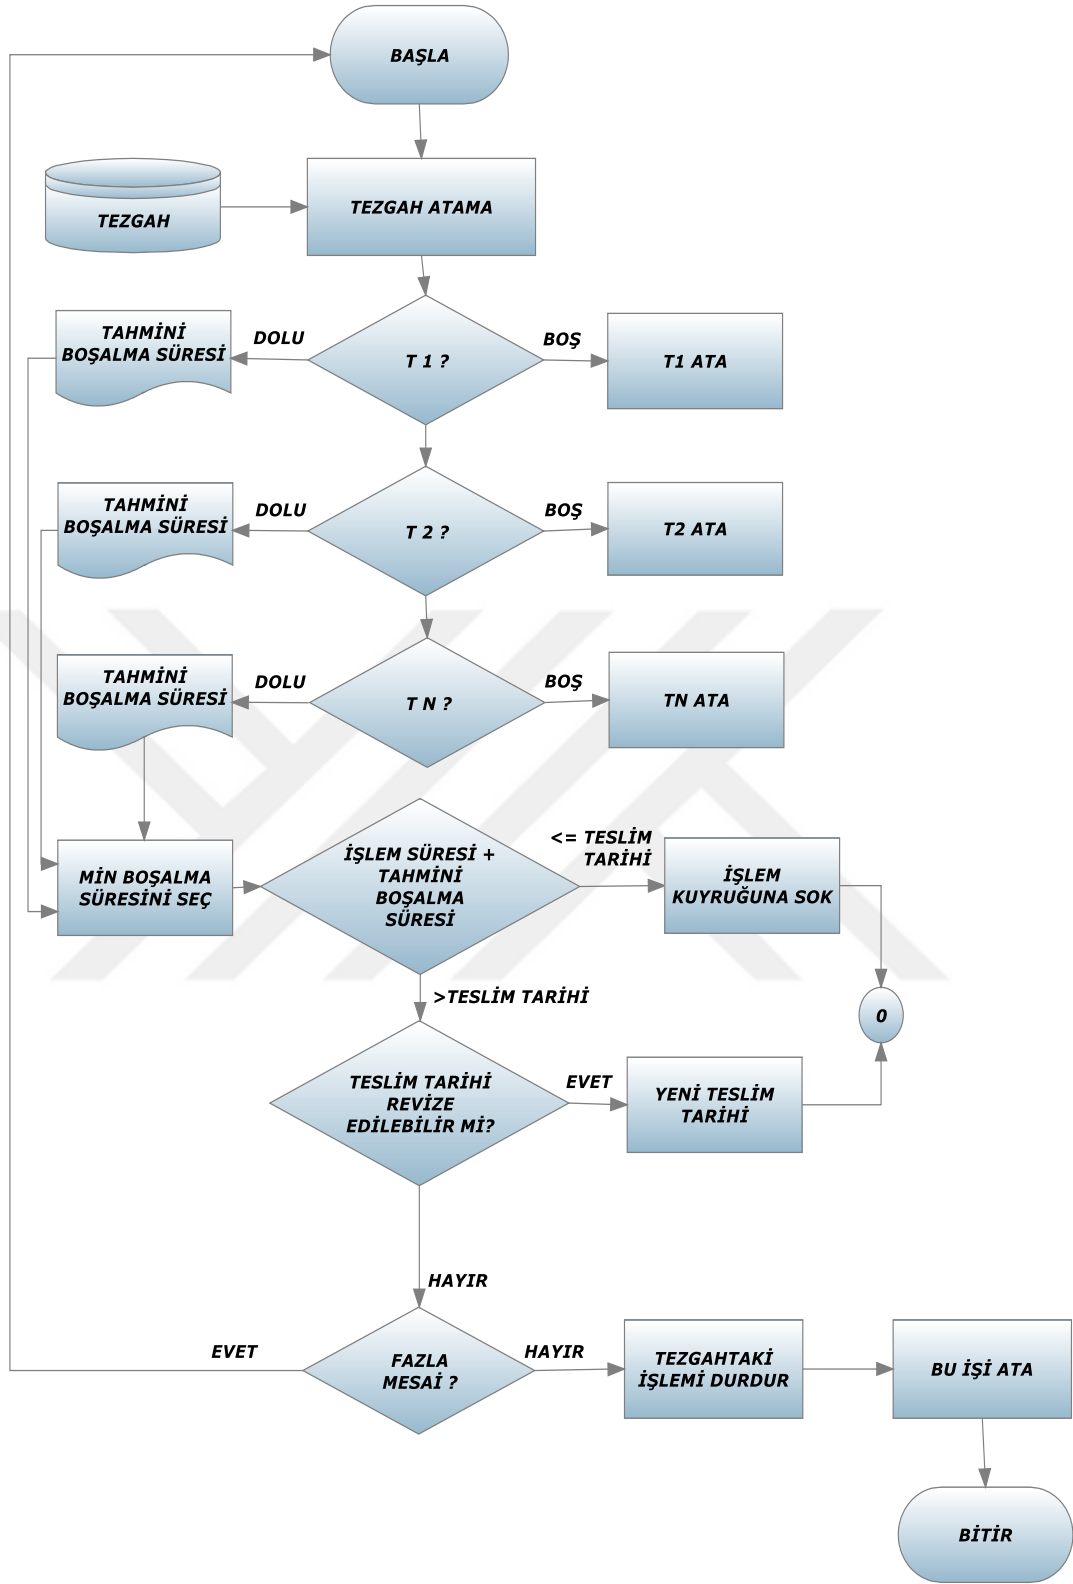 BAŞLA
TEZGAH
TEZGAH ATAMA
TAHMİNİ
BOŞALMA SÜRESİ
DOLU
T 1 ?
BOŞ
T1 ATA
TAHMİNİ
BOŞALMA SÜRESİ
DOLU
T 2 ?
BOŞ
T2 ATA
TAHMİNİ
BOŞALMA SÜRESİ
DOLU
T N ?
BOŞ
TN ATA
MİN BOŞALMA
SÜRESİNİ SEÇ
İŞLEM SÜRESİ +
TAHMİNİ
BOŞALMA
SÜRESİ
<= TESLİM
TARİHİ
İŞLEM
KUYRUĞUNA SOK
>TESLİM TARİHİ
0
TESLİM TARİHİ
REVİZE
EDİLEBİLİR Mİ?
EVET
YENİ TESLİM
TARİHİ
HAYIR
EVET
FAZLA
MESAİ ?
HAYIR
TEZGAHTAKİ
İŞLEMİ DURDUR
BU İŞİ ATA
BİTİR